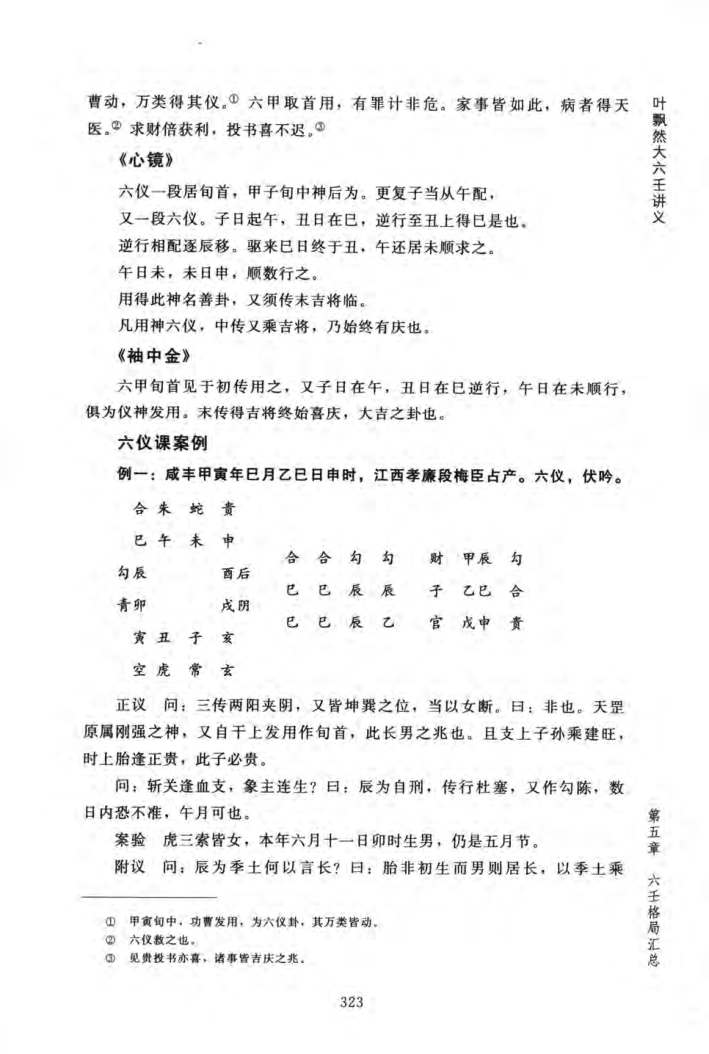 曹动，万类得其仪。① 六甲取首用，有罪计非危。家事皆如此，病者得天
医。② 求财倍获利，投书喜不迟。③
《心镜》
六仪一段居旬首，甲子旬中神后为。更复子当从午配，
又一段六仪。子日起午，丑日在巳，逆行至丑上得巳是也。
逆行相配逐辰移。驱来巳日终于丑，午还居未顺求之。
午日未，未日申，顺数行之。
用得此神名善卦，又须传末吉将临。
凡用神六仪，中传又乘吉将，乃始终有庆也。
《袖中金》
六甲旬首见于初传用之，又子日在午，丑日在巳逆行，午日在未顺行，
俱为仪神发用。末传得吉将终始喜庆，大吉之卦也。
六仪课案例
例一：咸丰甲寅年巳月乙巳日申时，江西孝廉段梅臣占产。六仪，伏吟。
合 朱 蛇 贵
巳 午 未 申
合 合 勾 勾 财 甲辰 勾
勾辰 酉后
巳 巳 辰 辰 子 乙巳 合
青卯 戌阴
巳 巳 辰 乙 官 戊申 贵
寅 丑 子 亥
空 虎 常 玄
正议 问：三传两阳夹阴，又皆坤巽之位，当以女断。曰：非也。天罡
原属刚强之神，又自干上发用作旬首，此长男之兆也。且支上子孙乘建旺，
时上胎逢正贵，此子必贵。
问：斩关逢血支，象主连生？曰：辰为自刑，传行杜塞，又作勾陈，数
日内恐不准，午月可也。
案验 虎三索皆女，本年六月十一日卯时生男，仍是五月节。
附议 问：辰为季土何以言长？曰：胎非初生而男则居长，以季土乘
① 甲寅旬中，功曹发用，为六仪卦，其万类皆动。
② 六仪救之也。
③ 见贵投书亦喜，诸事皆吉庆之兆。
323
叶飘然大六壬讲义
第五章 六壬格局汇总